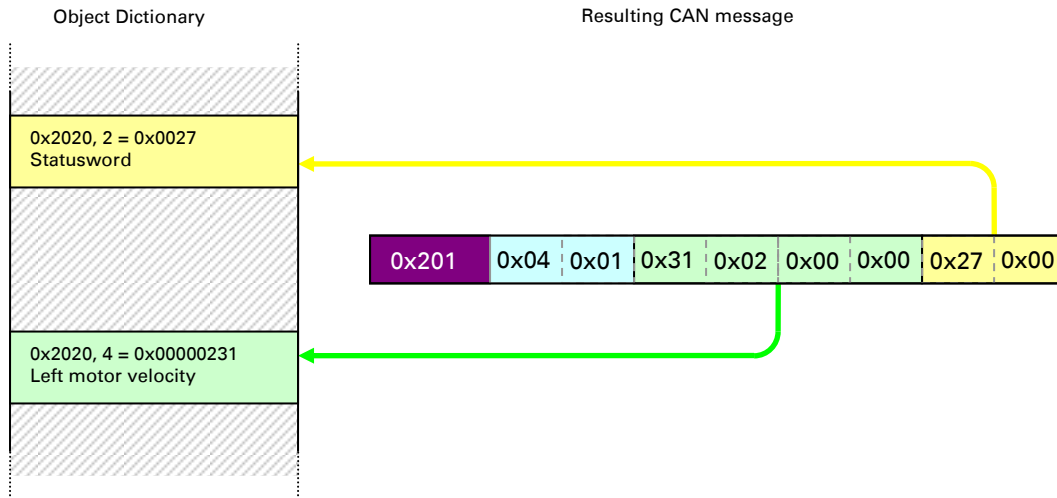 Object Dictionary
Resulting CAN message
0x2020, 2 = 0x0027
Statusword
0x201 0x04 0x01 0x31 0x02 0x00 0x00 0x27 0x00
0x2020, 4 = 0x00000231
Left motor velocity